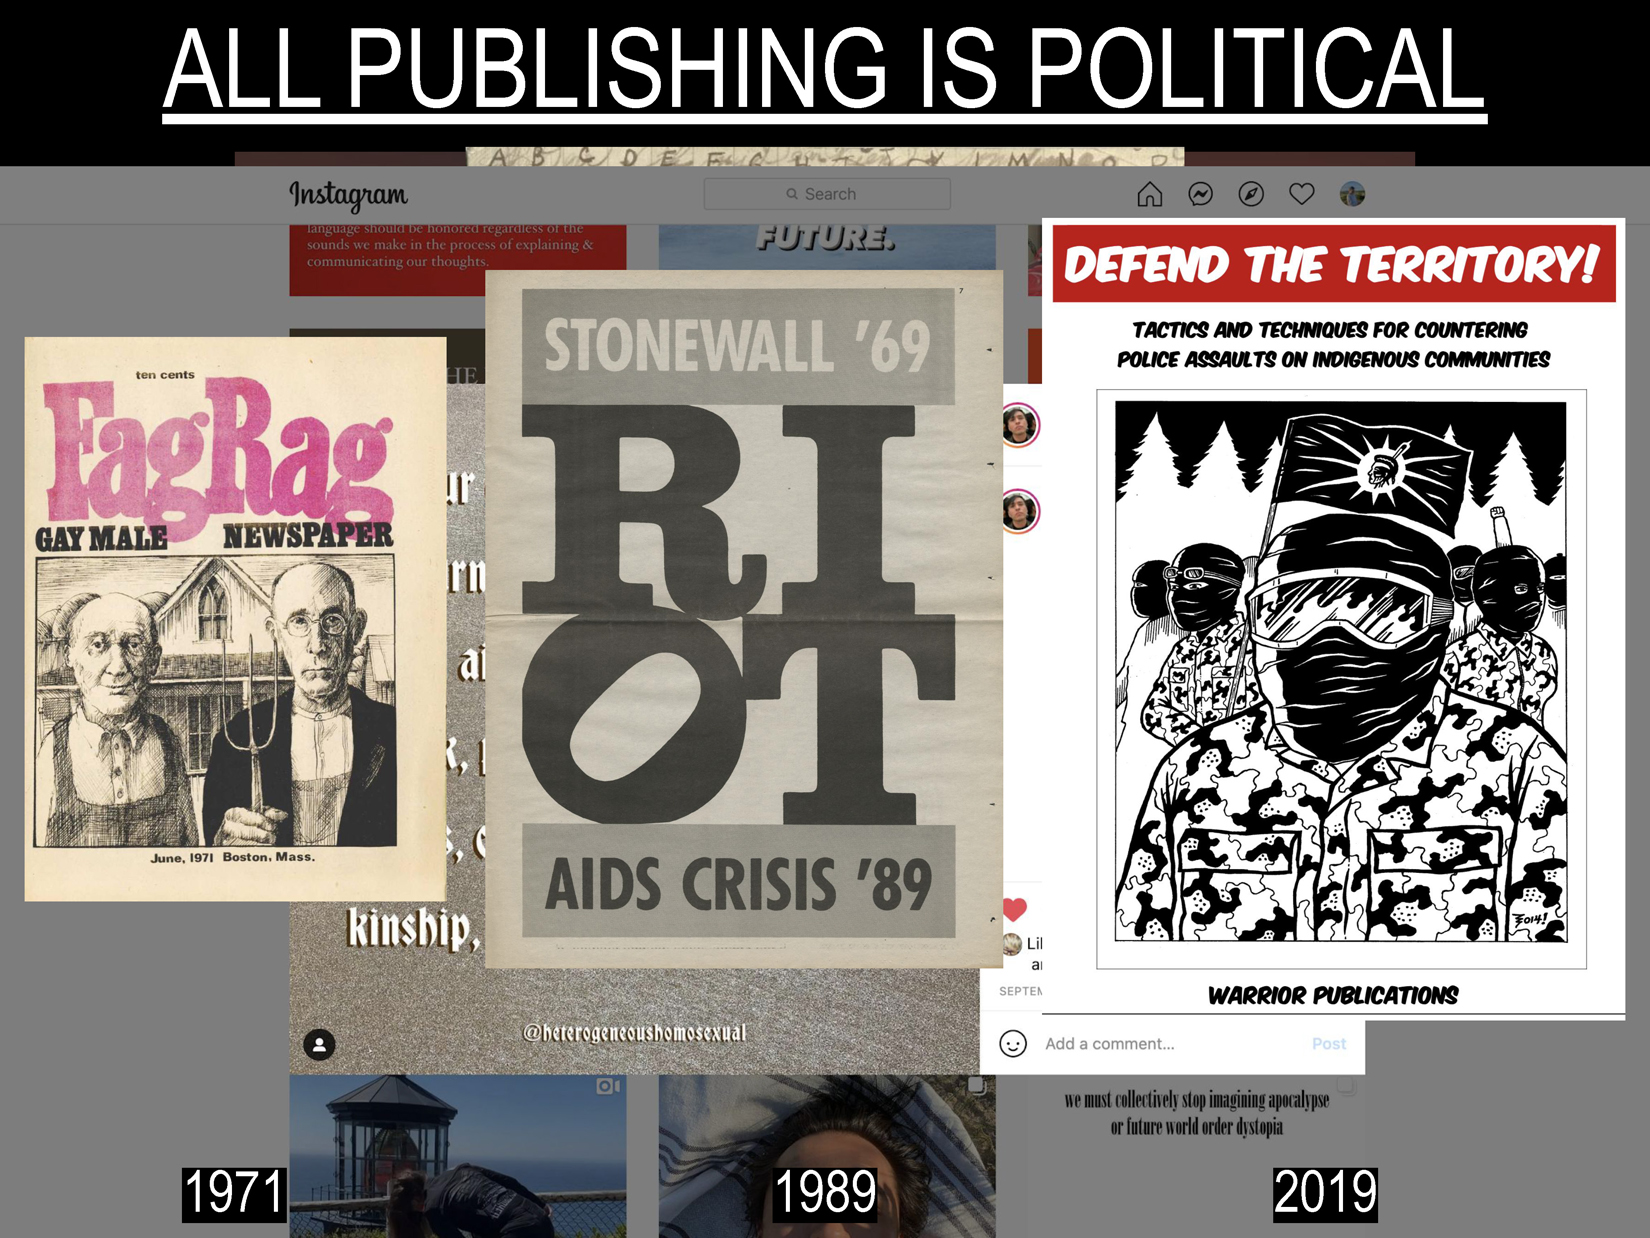 ALL PUBLISHING IS POLITICAL
A B C D E F G H I J K L M N O
Instagram
Search
language should be honored regardless of the
sounds we make in the process of explaining &
communicating our thoughts.
FUTURE.
HE
ten cents
FagRag
GAY MALE NEWSPAPER
June, 1971 Boston, Mass.
7
STONEWALL '69
RIOT
AIDS CRISIS '89
DEFEND THE TERRITORY!
TACTICS AND TECHNIQUES FOR COUNTERING
POLICE ASSAULTS ON INDIGENOUS COMMUNITIES
WARRIOR PUBLICATIONS
kinship,
@heterogeneoushomosexual
SEPTEM
Add a comment...
Post
we must collectively stop imagining apocalypse
or future world order dystopia
1971
1989
2019